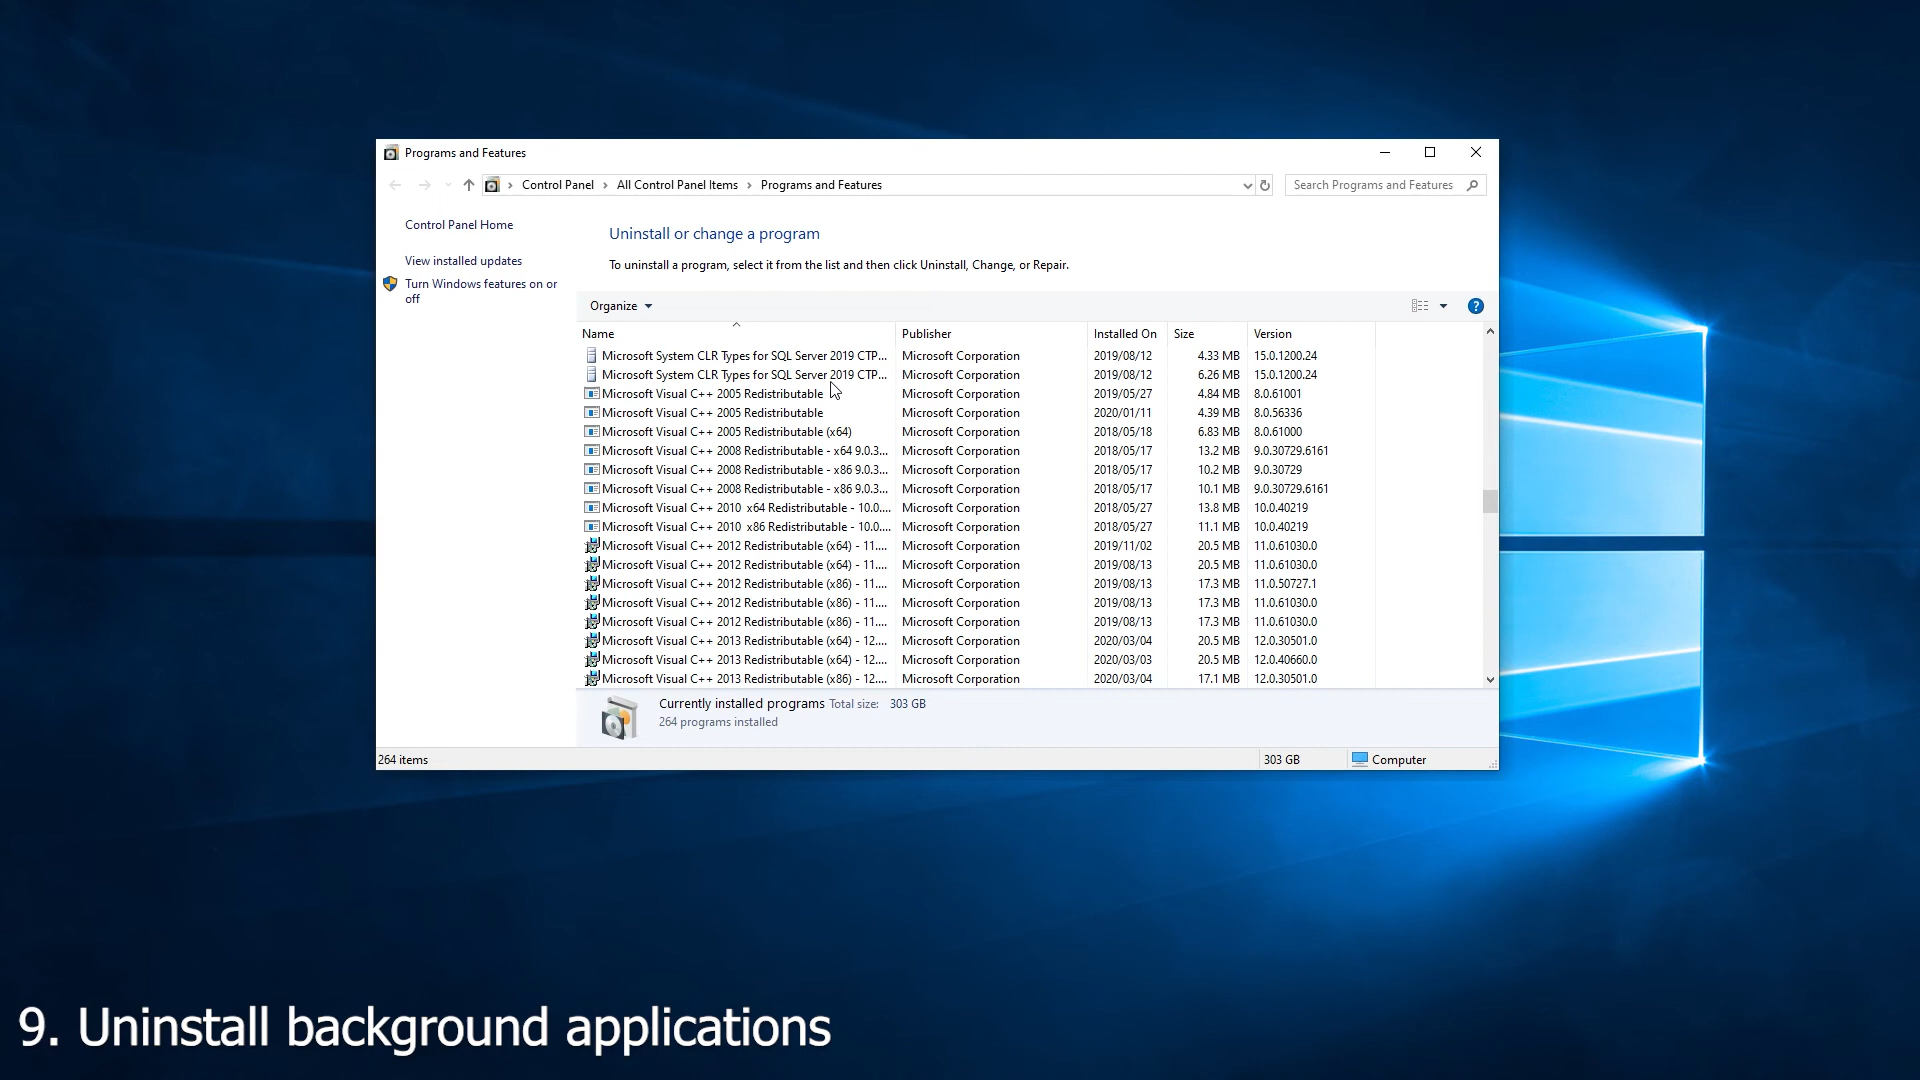 Programs and Features
Control Panel All Control Panel Items Programs and Features
Search Programs and Features
Control Panel Home
View installed updates
Turn Windows features on or
off
Uninstall or change a program
To uninstall a program, select it from the list and then click Uninstall, Change, or Repair.
Organize
Name Publisher Installed On Size Version
Microsoft System CLR Types for SQL Server 2019 CTP... Microsoft Corporation 2019/08/12 4.33 MB 15.0.1200.24
Microsoft System CLR Types for SQL Server 2019 CTP... Microsoft Corporation 2019/08/12 6.26 MB 15.0.1200.24
Microsoft Visual C++ 2005 Redistributable Microsoft Corporation 2019/05/27 4.84 MB 8.0.61001
Microsoft Visual C++ 2005 Redistributable Microsoft Corporation 2020/01/11 4.39 MB 8.0.56336
Microsoft Visual C++ 2005 Redistributable (x64) Microsoft Corporation 2018/05/18 6.83 MB 8.0.61000
Microsoft Visual C++ 2008 Redistributable - x64 9.0.3... Microsoft Corporation 2018/05/17 13.2 MB 9.0.30729.6161
Microsoft Visual C++ 2008 Redistributable - x86 9.0.3... Microsoft Corporation 2018/05/17 10.2 MB 9.0.30729
Microsoft Visual C++ 2008 Redistributable - x86 9.0.3... Microsoft Corporation 2018/05/17 10.1 MB 9.0.30729.6161
Microsoft Visual C++ 2010  x64 Redistributable - 10.0.... Microsoft Corporation 2018/05/27 13.8 MB 10.0.40219
Microsoft Visual C++ 2010  x86 Redistributable - 10.0.... Microsoft Corporation 2018/05/27 11.1 MB 10.0.40219
Microsoft Visual C++ 2012 Redistributable (x64) - 11.... Microsoft Corporation 2019/11/02 20.5 MB 11.0.61030.0
Microsoft Visual C++ 2012 Redistributable (x64) - 11.... Microsoft Corporation 2019/08/13 20.5 MB 11.0.61030.0
Microsoft Visual C++ 2012 Redistributable (x86) - 11.... Microsoft Corporation 2019/08/13 17.3 MB 11.0.50727.1
Microsoft Visual C++ 2012 Redistributable (x86) - 11.... Microsoft Corporation 2019/08/13 17.3 MB 11.0.61030.0
Microsoft Visual C++ 2012 Redistributable (x86) - 11.... Microsoft Corporation 2019/08/13 17.3 MB 11.0.61030.0
Microsoft Visual C++ 2013 Redistributable (x64) - 12.... Microsoft Corporation 2020/03/04 20.5 MB 12.0.30501.0
Microsoft Visual C++ 2013 Redistributable (x64) - 12.... Microsoft Corporation 2020/03/03 20.5 MB 12.0.40660.0
Microsoft Visual C++ 2013 Redistributable (x86) - 12.... Microsoft Corporation 2020/03/04 17.1 MB 12.0.30501.0
Currently installed programs Total size: 303 GB
264 programs installed
264 items 303 GB Computer
9. Uninstall background applications